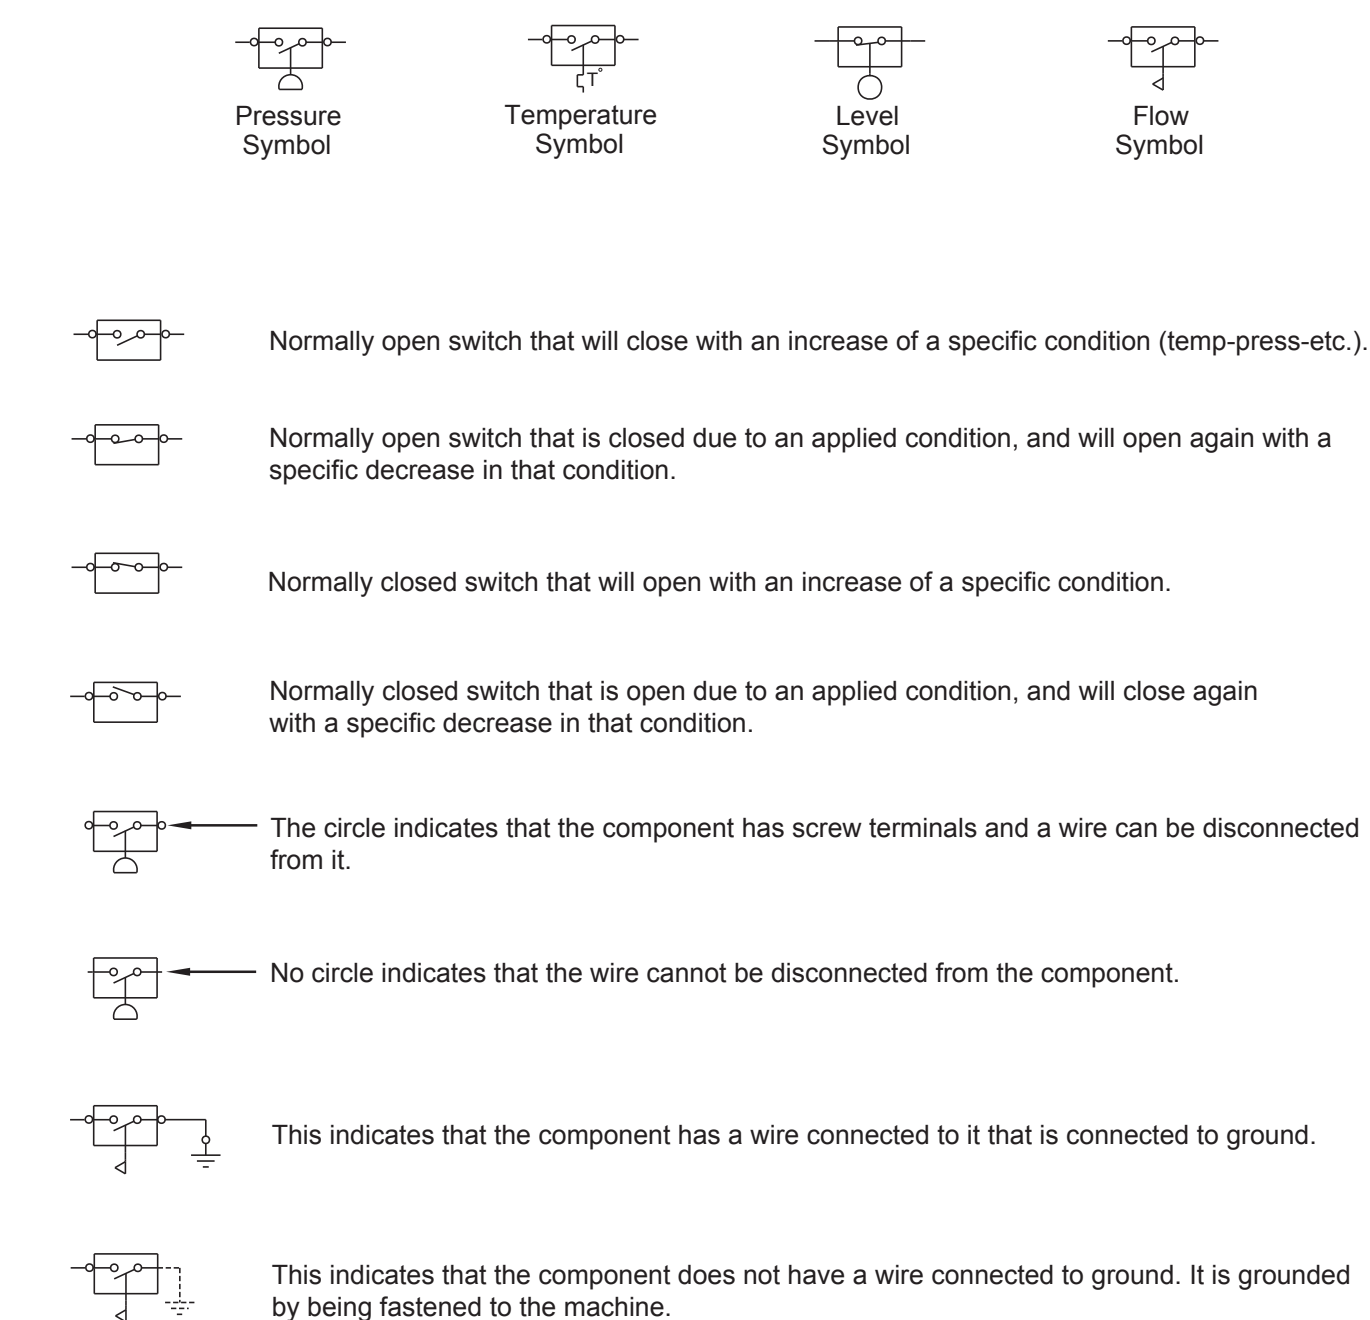 Pressure
Symbol
Temperature
Symbol
Level
Symbol
Flow
Symbol
T°
Normally open switch that will close with an increase of a specific condition (temp-press-etc.).
Normally open switch that is closed due to an applied condition, and will open again with a
specific decrease in that condition.
Normally closed switch that will open with an increase of a specific condition.
Normally closed switch that is open due to an applied condition, and will close again
with a specific decrease in that condition.
The circle indicates that the component has screw terminals and a wire can be disconnected
from it.
No circle indicates that the wire cannot be disconnected from the component.
This indicates that the component has a wire connected to it that is connected to ground.
This indicates that the component does not have a wire connected to ground. It is grounded
by being fastened to the machine.